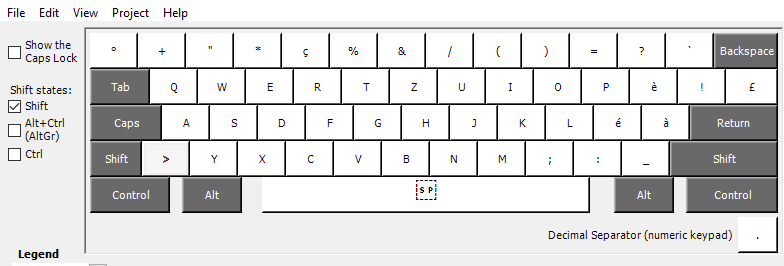 File Edit View Project Help
Show the Caps Lock
° + " * ç % & / ( ) = ? ` Backspace
Shift states:
Tab Q W E R T Z U I O P è ! £
Shift
Caps A S D F G H J K L é à Return
Alt+Ctrl (AltGr)
Ctrl
Shift > Y X C V B N M ; : _ Shift
Control Alt SP Alt Control
Decimal Separator (numeric keypad) .
Legend